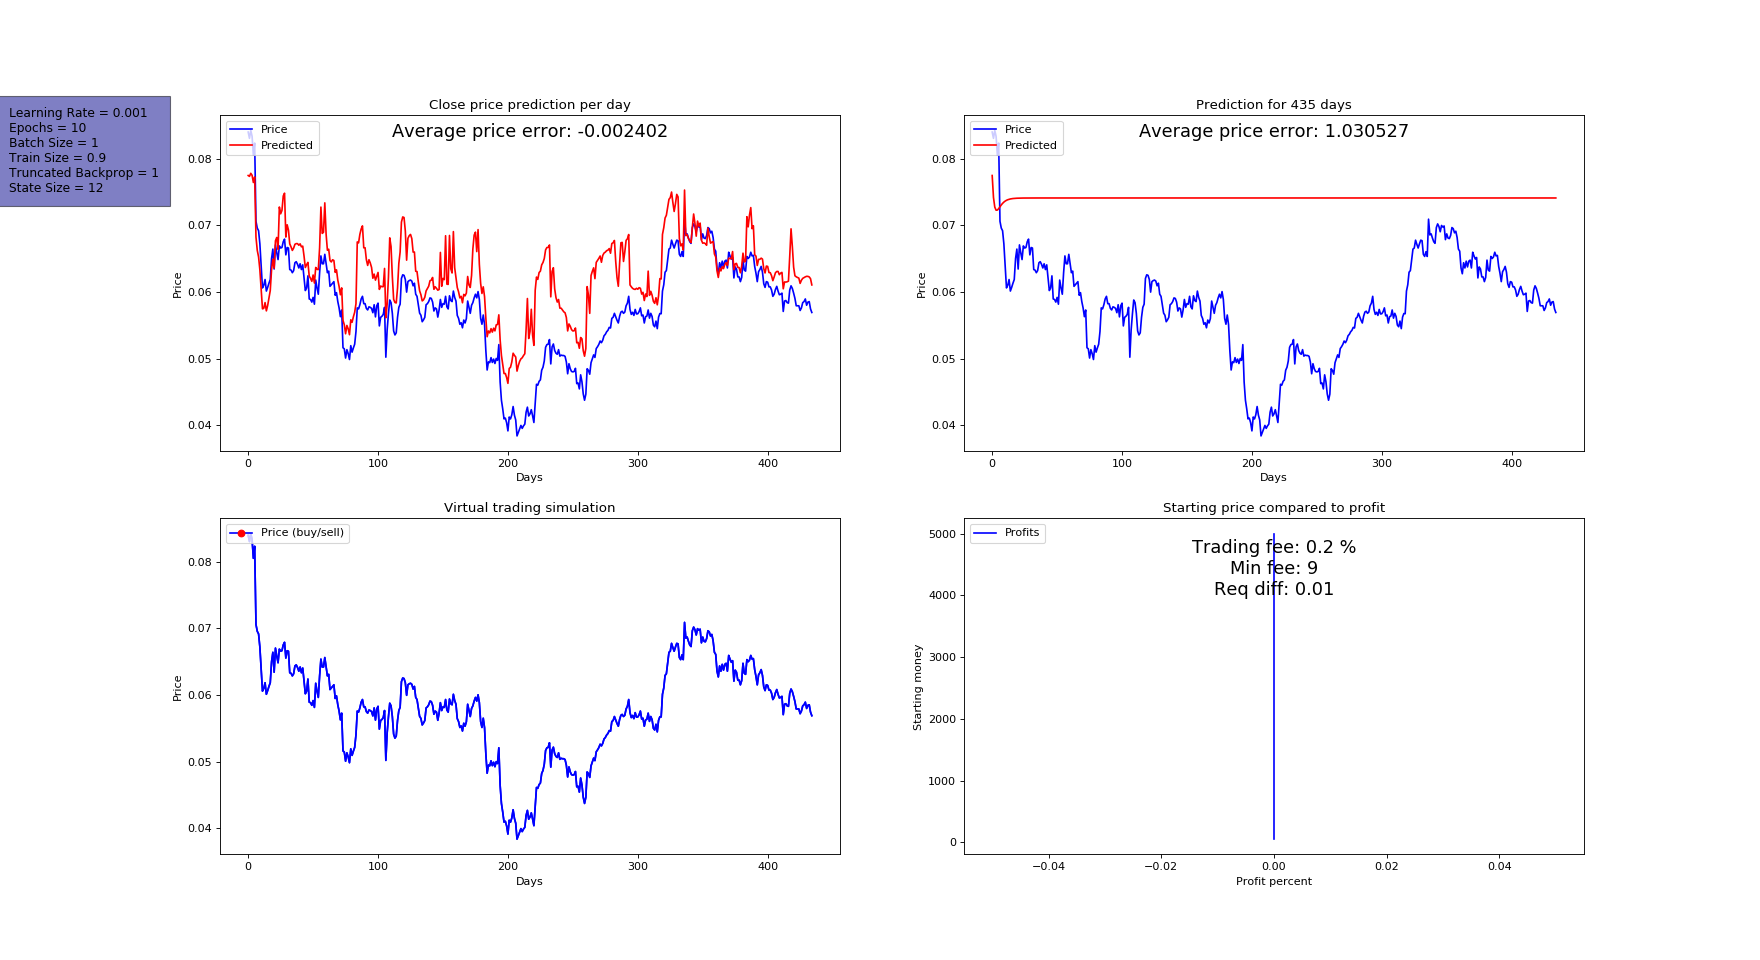 Learning Rate = 0.001
Epochs = 10
Batch Size = 1
Train Size = 0.9
Truncated Backprop = 1
State Size = 12
Close price prediction per day
Average price error: -0.002402
Price
Predicted
0.08
0.07
0.06
0.05
0.04
Price
0 100 200 300 400
Days
Prediction for 435 days
Average price error: 1.030527
Price
Predicted
0.08
0.07
0.06
0.05
0.04
Price
0 100 200 300 400
Days
Virtual trading simulation
Price (buy/sell)
0.08
0.07
0.06
0.05
0.04
Price
0 100 200 300 400
Days
Starting price compared to profit
Profits
Trading fee: 0.2 %
Min fee: 9
Req diff: 0.01
5000
4000
3000
2000
1000
0
Starting money
−0.04 −0.02 0.00 0.02 0.04
Profit percent